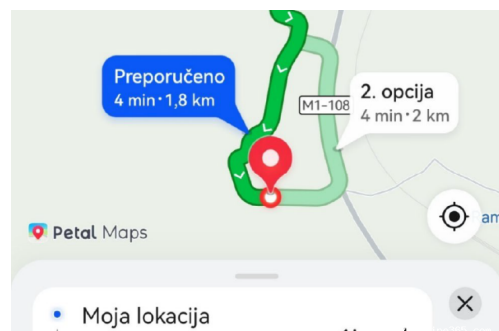 Preporučeno
4 min·1,8 km
2. opcija
4 min·2 km
M1-108
Petal Maps
Moja lokacija